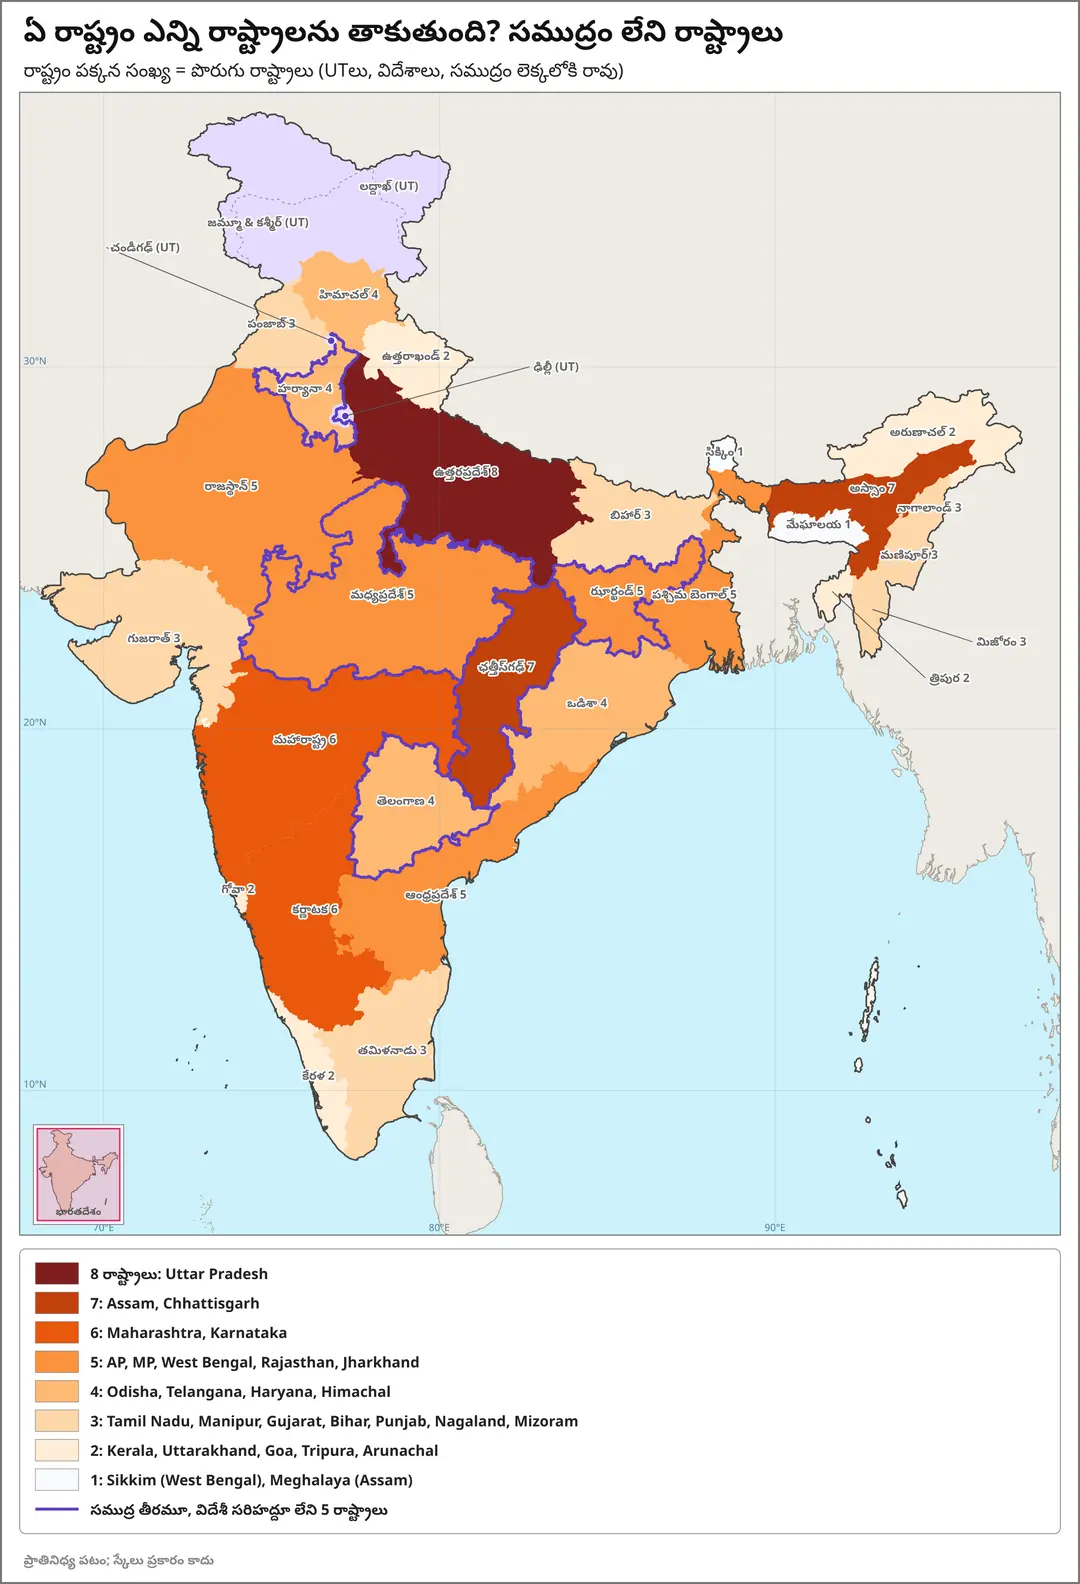 ఏ రాష్ట్రం ఎన్ని రాష్ట్రాలను తాకుతుంది? సముద్రం లేని రాష్ట్రాలు
రాష్ట్రం పక్కన సంఖ్య = పొరుగు రాష్ట్రాలు (UTలు, విదేశాలు, సముద్రం లెక్కలోకి రావు)
లద్దాఖ్ (UT)
జమ్మూ & కశ్మీర్ (UT)
చండీగఢ్ (UT)
హిమాచల్ 4
పంజాబ్ 3
ఉత్తరాఖండ్ 2
30°N
ఢిల్లీ (UT)
హర్యానా 4
అరుణాచల్ 2
సిక్కిం 1
ఉత్తరప్రదేశ్ 8
రాజస్థాన్ 5
అస్సాం 7
నాగాలాండ్ 3
బిహార్ 3
మేఘాలయ 1
మణిపూర్ 3
మధ్యప్రదేశ్ 5
ఝార్ఖండ్ 5
పశ్చిమ బెంగాల్ 5
గుజరాత్ 3
మిజోరం 3
ఛత్తీస్‌గఢ్ 7
త్రిపుర 2
ఒడిశా 4
20°N
మహారాష్ట్ర 6
తెలంగాణ 4
గోవా 2
ఆంధ్రప్రదేశ్ 5
కర్ణాటక 6
తమిళనాడు 3
కేరళ 2
10°N
భారతదేశం
70°E
80°E
90°E
8 రాష్ట్రాలు: Uttar Pradesh
7: Assam, Chhattisgarh
6: Maharashtra, Karnataka
5: AP, MP, West Bengal, Rajasthan, Jharkhand
4: Odisha, Telangana, Haryana, Himachal
3: Tamil Nadu, Manipur, Gujarat, Bihar, Punjab, Nagaland, Mizoram
2: Kerala, Uttarakhand, Goa, Tripura, Arunachal
1: Sikkim (West Bengal), Meghalaya (Assam)
సముద్ర తీరమూ, విదేశీ సరిహద్దూ లేని 5 రాష్ట్రాలు
ప్రాతినిధ్య పటం; స్కేలు ప్రకారం కాదు